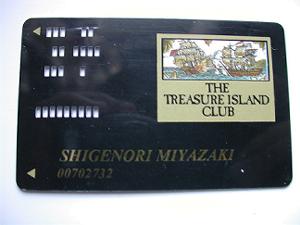 THE
TREASURE ISLAND
CLUB
SHIGENORI MIYAZAKI
00702732